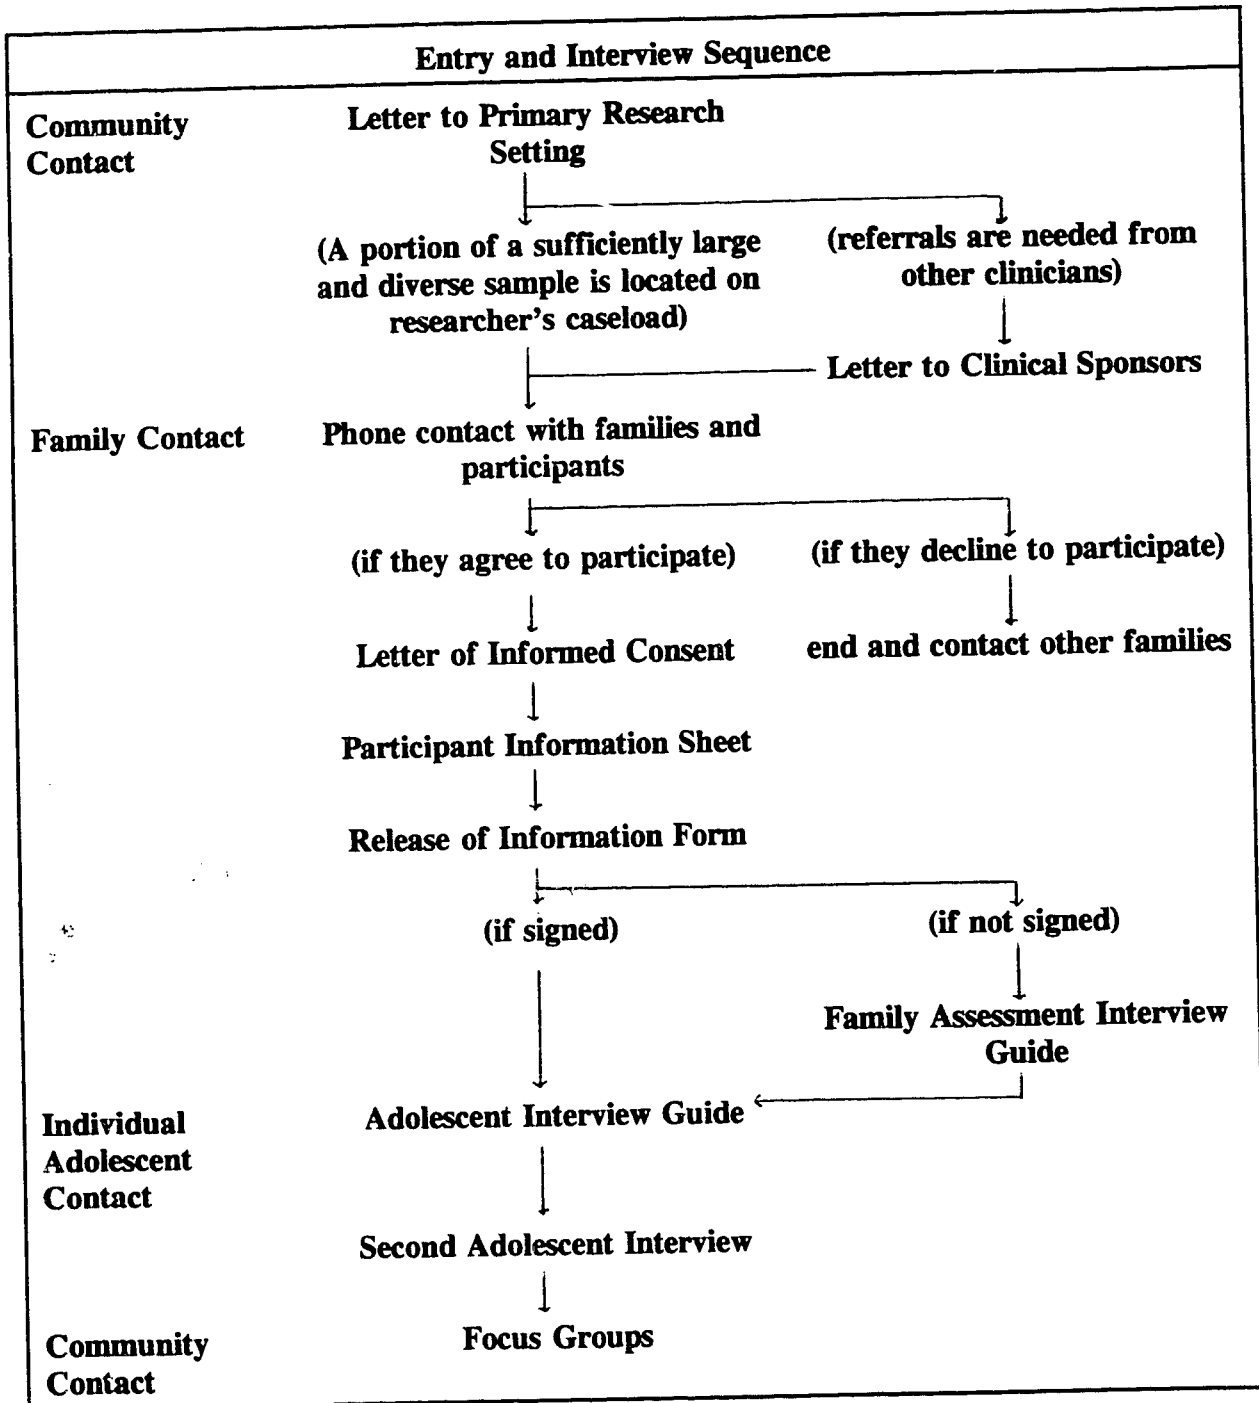 Entry and Interview Sequence
Community
Contact
Letter to Primary Research
Setting
(A portion of a sufficiently large
and diverse sample is located on
researcher's caseload)
(referrals are needed from
other clinicians)
Letter to Clinical Sponsors
Family Contact
Phone contact with families and
participants
(if they agree to participate)
(if they decline to participate)
Letter of Informed Consent
end and contact other families
Participant Information Sheet
Release of Information Form
(if signed)
(if not signed)
Family Assessment Interview
Guide
Individual
Adolescent
Contact
Adolescent Interview Guide
Second Adolescent Interview
Community
Contact
Focus Groups